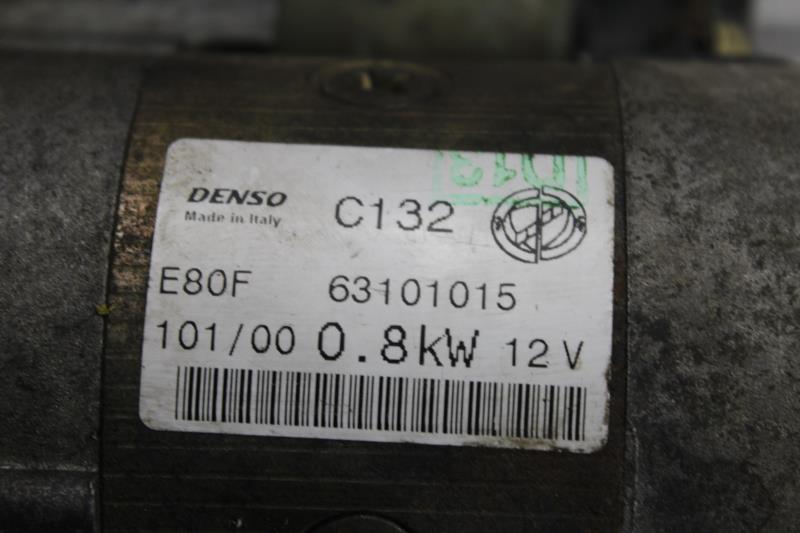 DENSO
Made in Italy
C132
E80F 63101015
101/00 0.8kW 12V